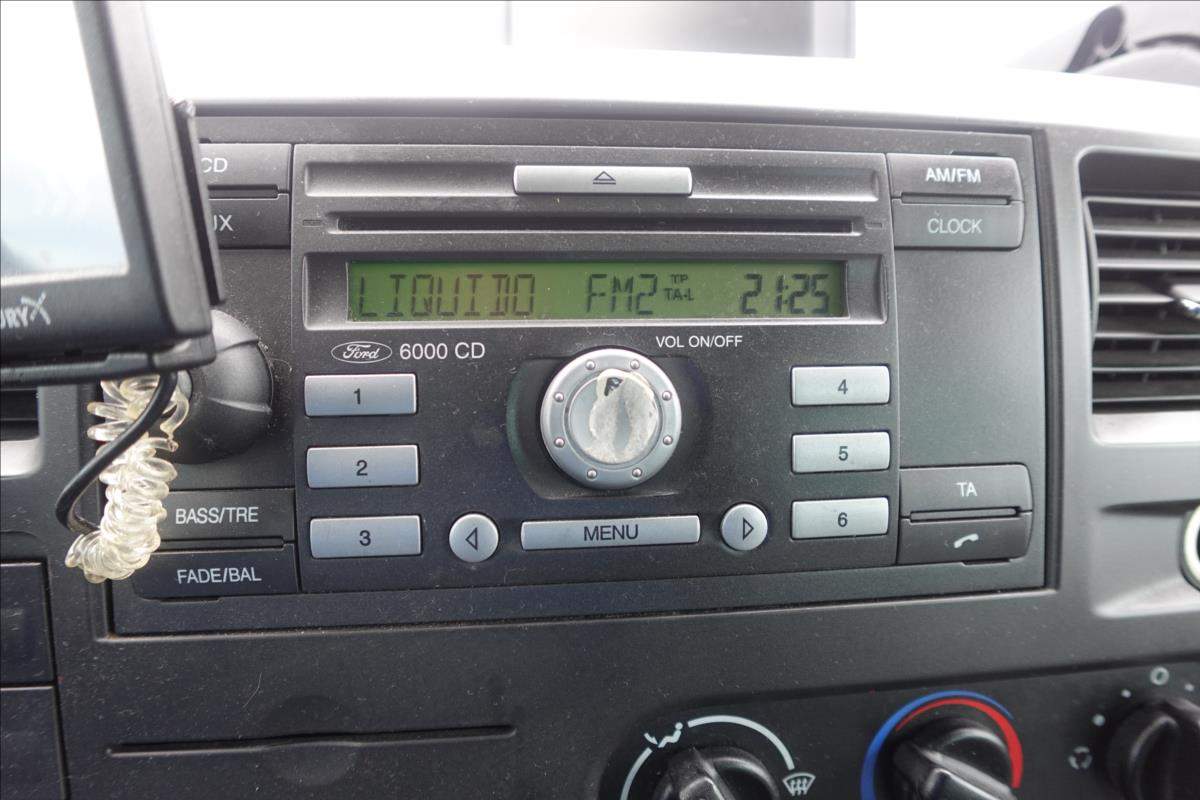 CD
AM/FM
UX
CLOCK
LIQUIDO FM2 TP TA-L 21:25
URYX
Ford 6000 CD
VOL ON/OFF
1
4
2
5
BASS/TRE
3
MENU
6
TA
FADE/BAL